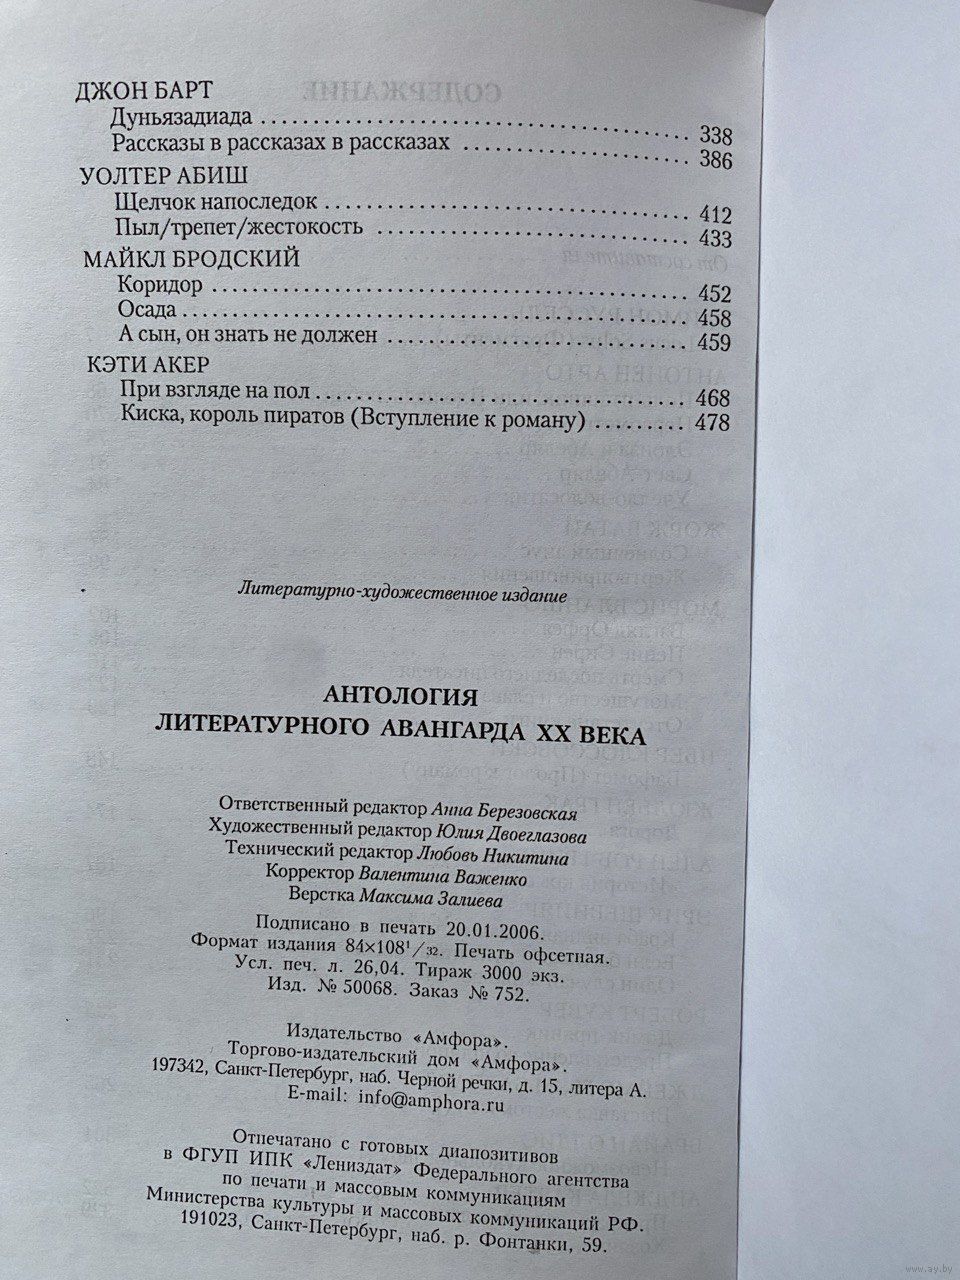 ДЖОН БАРТ
Дуньязадиада ........................................ 338
Рассказы в рассказах в рассказах ..................... 386
УОЛТЕР АБИШ
Щелчок напоследок ................................ 412
Пыл/трепет/жестокость ........................... 433
МАЙКЛ БРОДСКИЙ
Коридор .......................................... 452
Осада ............................................ 458
А сын, он знать не должен ......................... 459
КЭТИ АКЕР
При взгляде на пол ................................ 468
Киска, король пиратов (Вступление к роману) ......... 478
Литературно-художественное издание
АНТОЛОГИЯ
ЛИТЕРАТУРНОГО АВАНГАРДА XX ВЕКА
Ответственный редактор Анна Березовская
Художественный редактор Юлия Двоеглазова
Технический редактор Любовь Никитина
Корректор Валентина Важенко
Верстка Максима Залиева
Подписано в печать 20.01.2006.
Формат издания 84×108¹/₃₂. Печать офсетная.
Усл. печ. л. 26,04. Тираж 3000 экз.
Изд. № 50068. Заказ № 752.
Издательство «Амфора».
Торгово-издательский дом «Амфора».
197342, Санкт-Петербург, наб. Черной речки, д. 15, литера А.
E-mail: info@amphora.ru
Отпечатано с готовых диапозитивов
в ФГУП ИПК «Лениздат» Федерального агентства
по печати и массовым коммуникациям
Министерства культуры и массовых коммуникаций РФ.
191023, Санкт-Петербург, наб. р. Фонтанки, 59.
www.ay.by